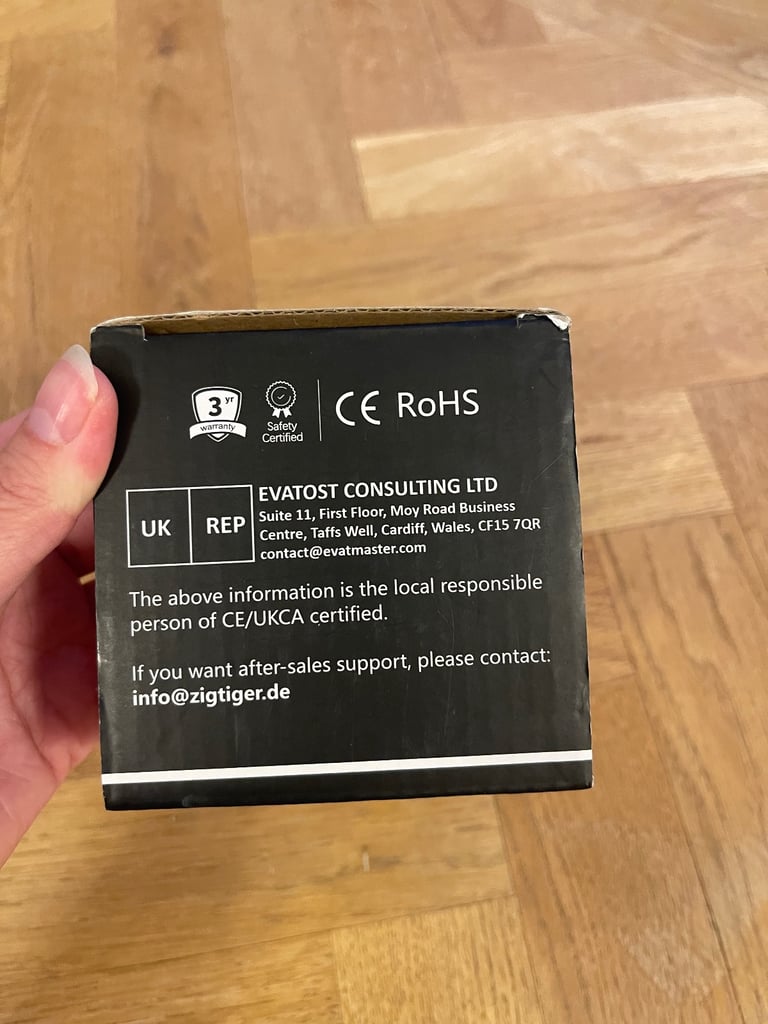 3 yr
warranty
Safety
Certified
CE RoHS
UK REP
EVATOST CONSULTING LTD
Suite 11, First Floor, Moy Road Business
Centre, Taffs Well, Cardiff, Wales, CF15 7QR
contact@evatmaster.com
The above information is the local responsible
person of CE/UKCA certified.
If you want after-sales support, please contact:
info@zigtiger.de